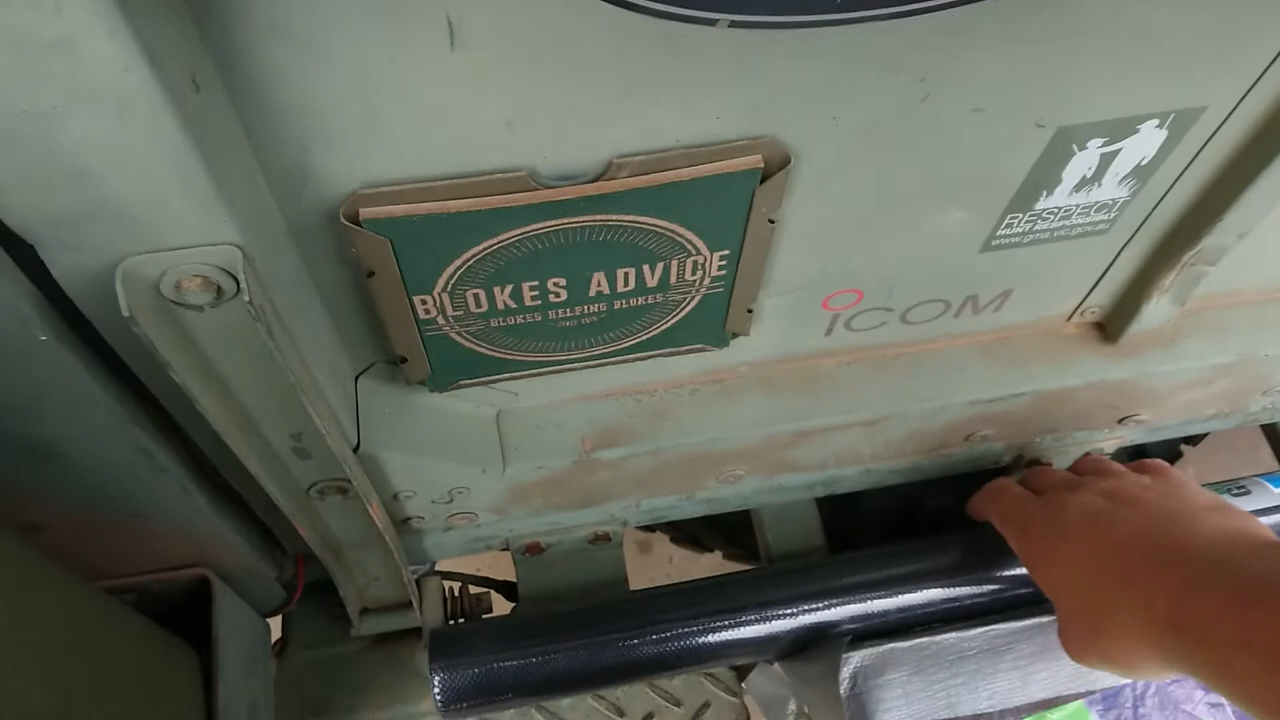 BLOKES ADVICE
BLOKES HELPING BLOKES
RESPECT
HUNT RESPONSIBLY
www.gma.vic.gov.au
iCOM